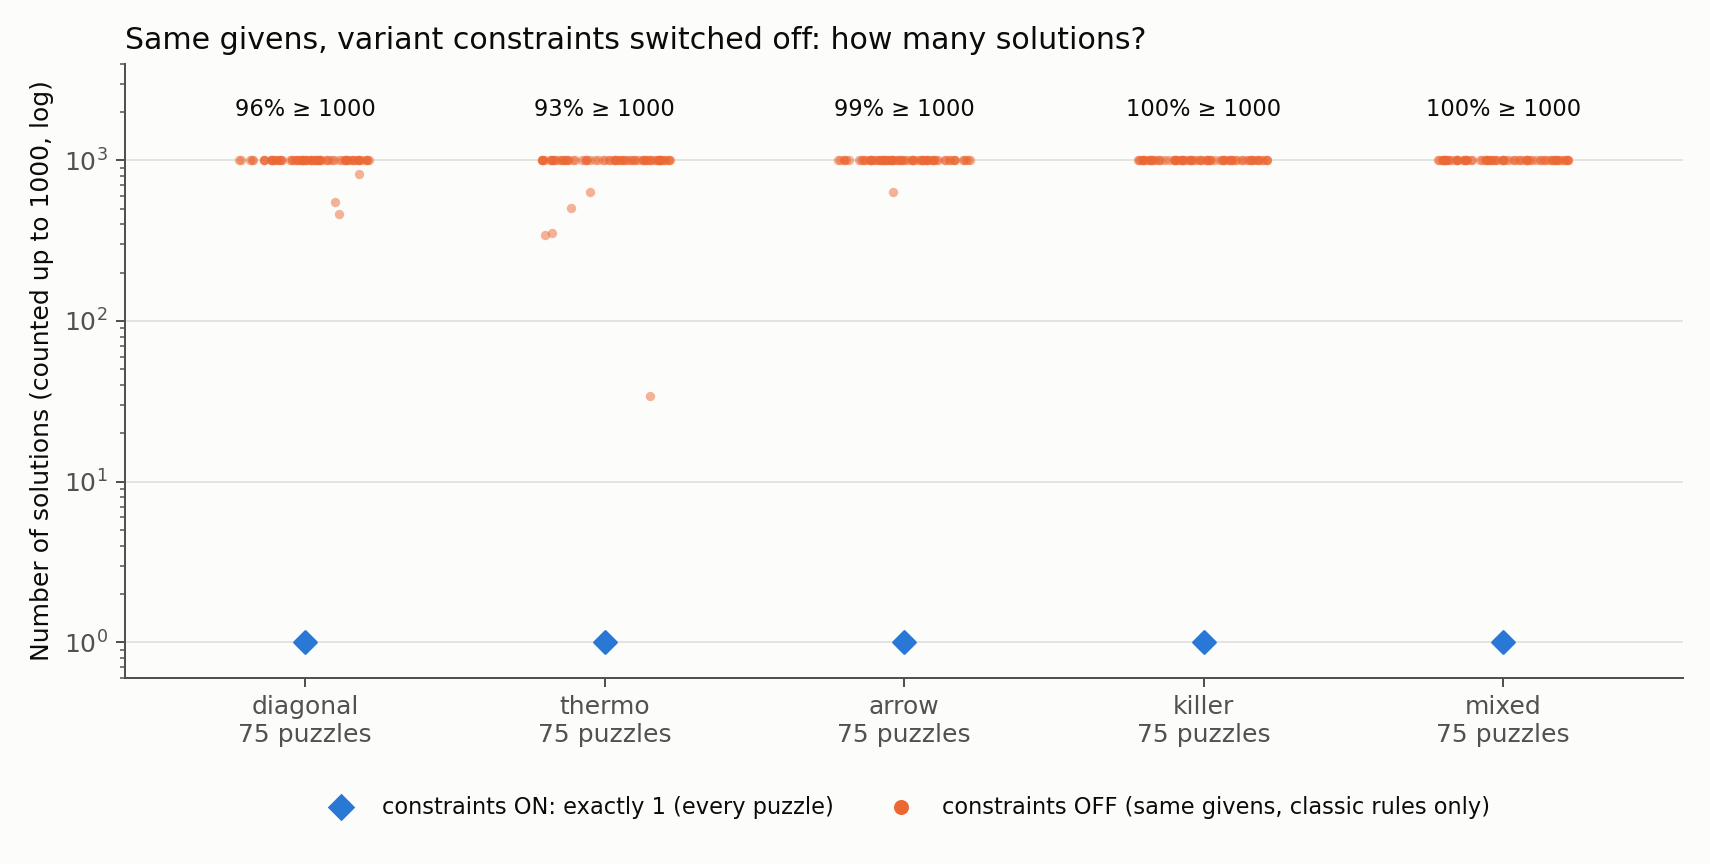 Same givens, variant constraints switched off: how many solutions?
Number of solutions (counted up to 1000, log)
96% ≥ 1000
93% ≥ 1000
99% ≥ 1000
100% ≥ 1000
100% ≥ 1000
10³
10²
10¹
10⁰
diagonal
75 puzzles
thermo
75 puzzles
arrow
75 puzzles
killer
75 puzzles
mixed
75 puzzles
constraints ON: exactly 1 (every puzzle)
constraints OFF (same givens, classic rules only)